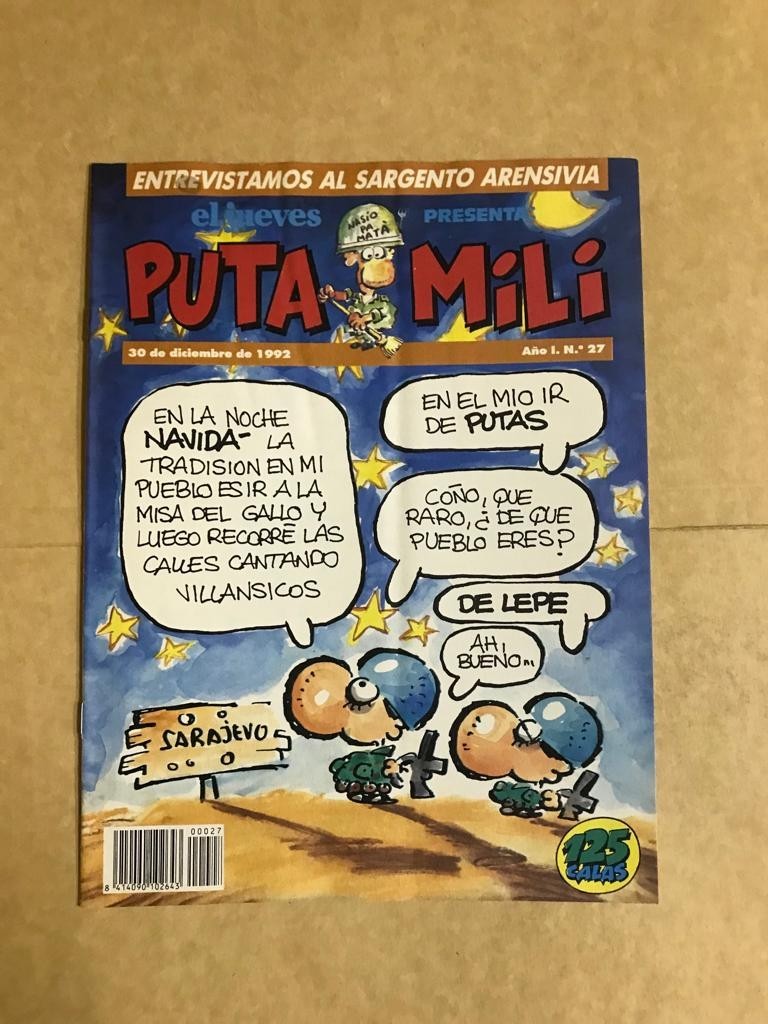 ENTREVISTAMOS AL SARGENTO ARENSIVIA
el jueves PRESENTA
NASIO
PA
MATÁ
PUTA MiLi
30 de diciembre de 1992 Año I. N.º 27
EN LA NOCHE
NAVIDA- LA
TRADISION EN MI
PUEBLO ES IR A LA
MISA DEL GALLO Y
LUEGO RECORRÉ LAS
CALLES CANTANDO
VILLANSICOS
EN EL MIO IR
DE PUTAS
COÑO, QUE
RARO, ¿DE QUE
PUEBLO ERES?
DE LEPE
AH,
BUENO...
SARAJEVO
00027
8 414090 102643
125
CALAS